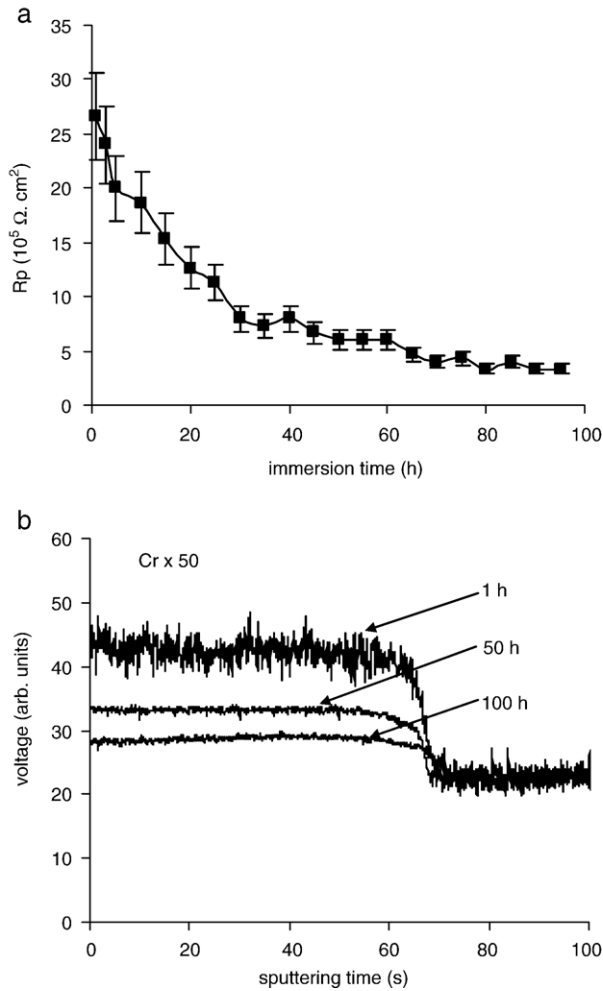 a
35
30
25
20
15
10
5
0
Rp (10⁵ Ω. cm²)
0 20 40 60 80 100
immersion time (h)
b
60
50
40
30
20
10
0
voltage (arb. units)
Cr x 50
1 h
50 h
100 h
0 20 40 60 80 100
sputtering time (s)